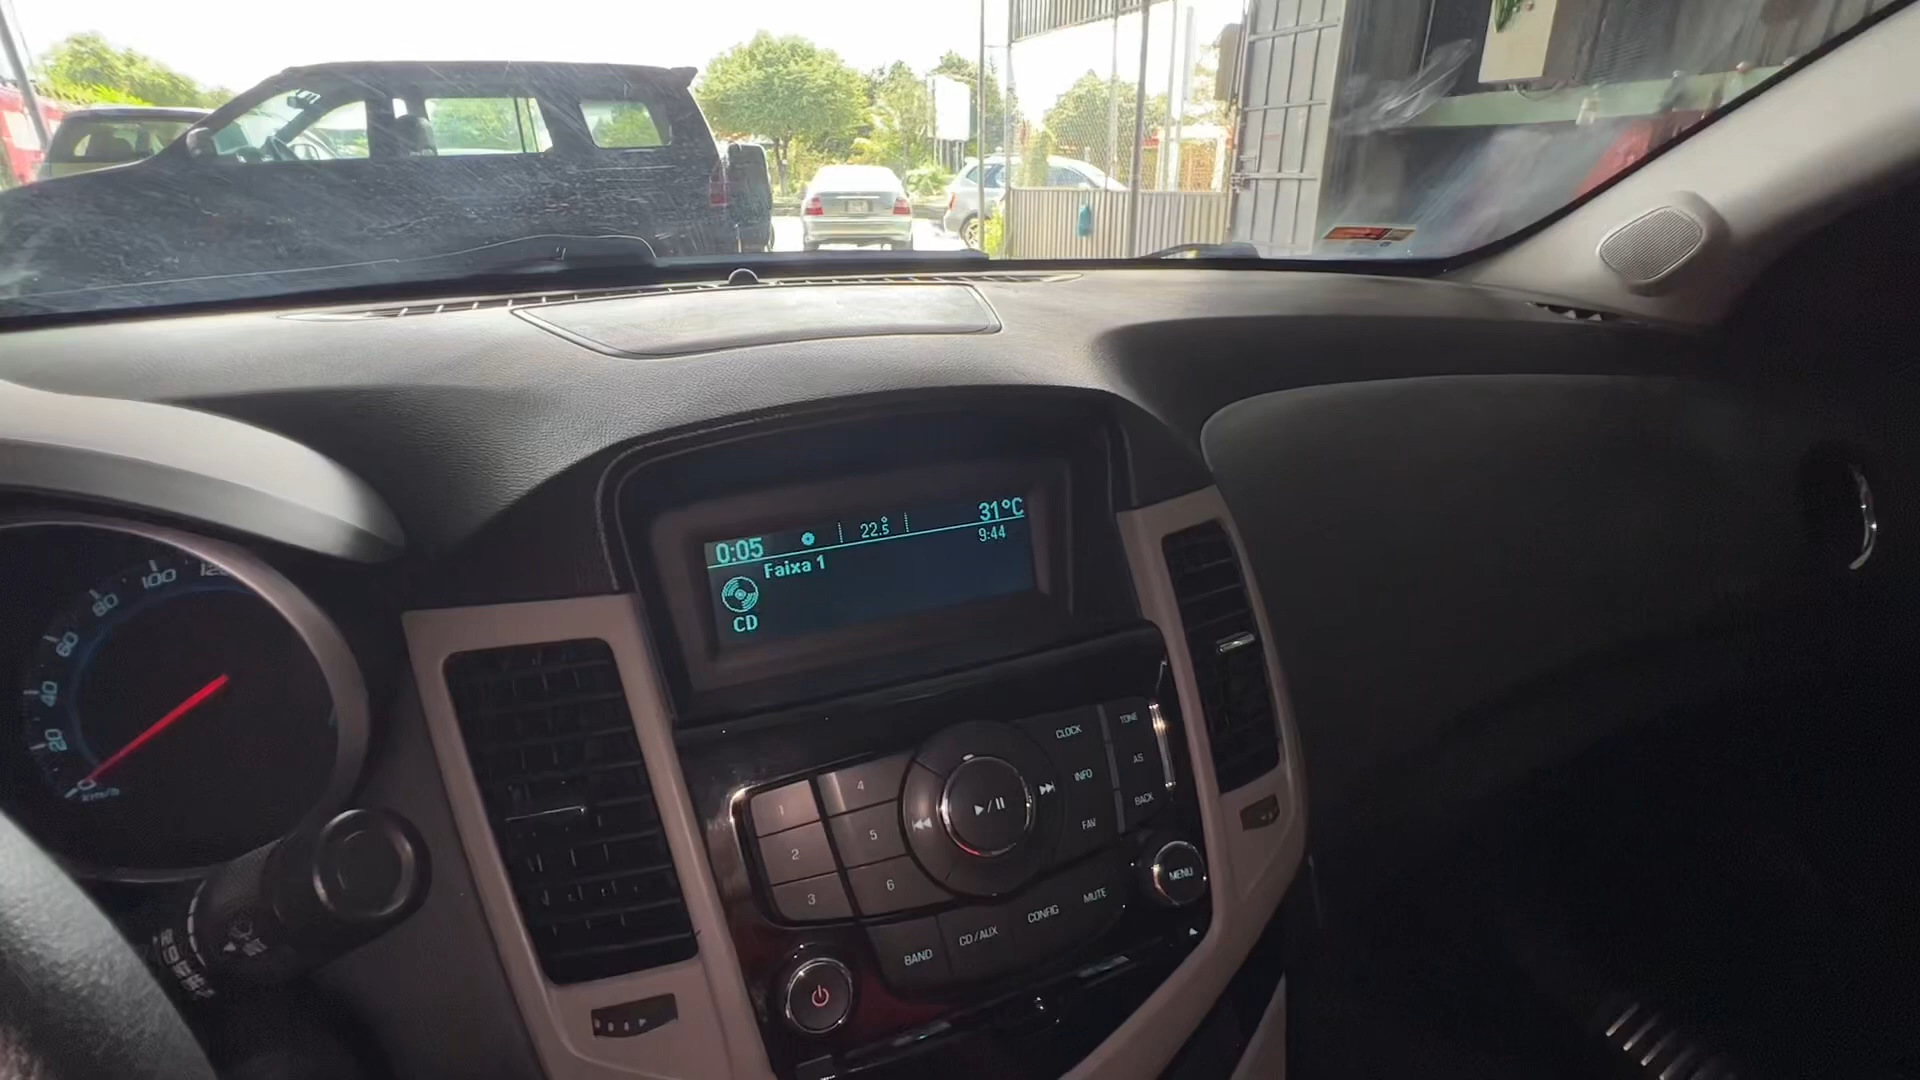 0:05
22.5°
31°C
9:44
Faixa 1
CD
0
20
40
60
80
100
km/h
1
2
3
4
5
6
CLOCK
INFO
FAV
TONE
AS
BACK
MENU
BAND
CD/AUX
CONFIG
MUTE